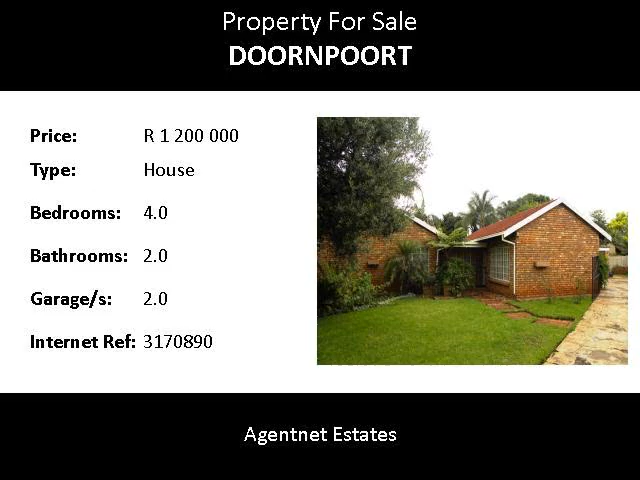 Property For Sale
DOORNPOORT
Price: R 1 200 000
Type: House
Bedrooms: 4.0
Bathrooms: 2.0
Garage/s: 2.0
Internet Ref: 3170890
Agentnet Estates